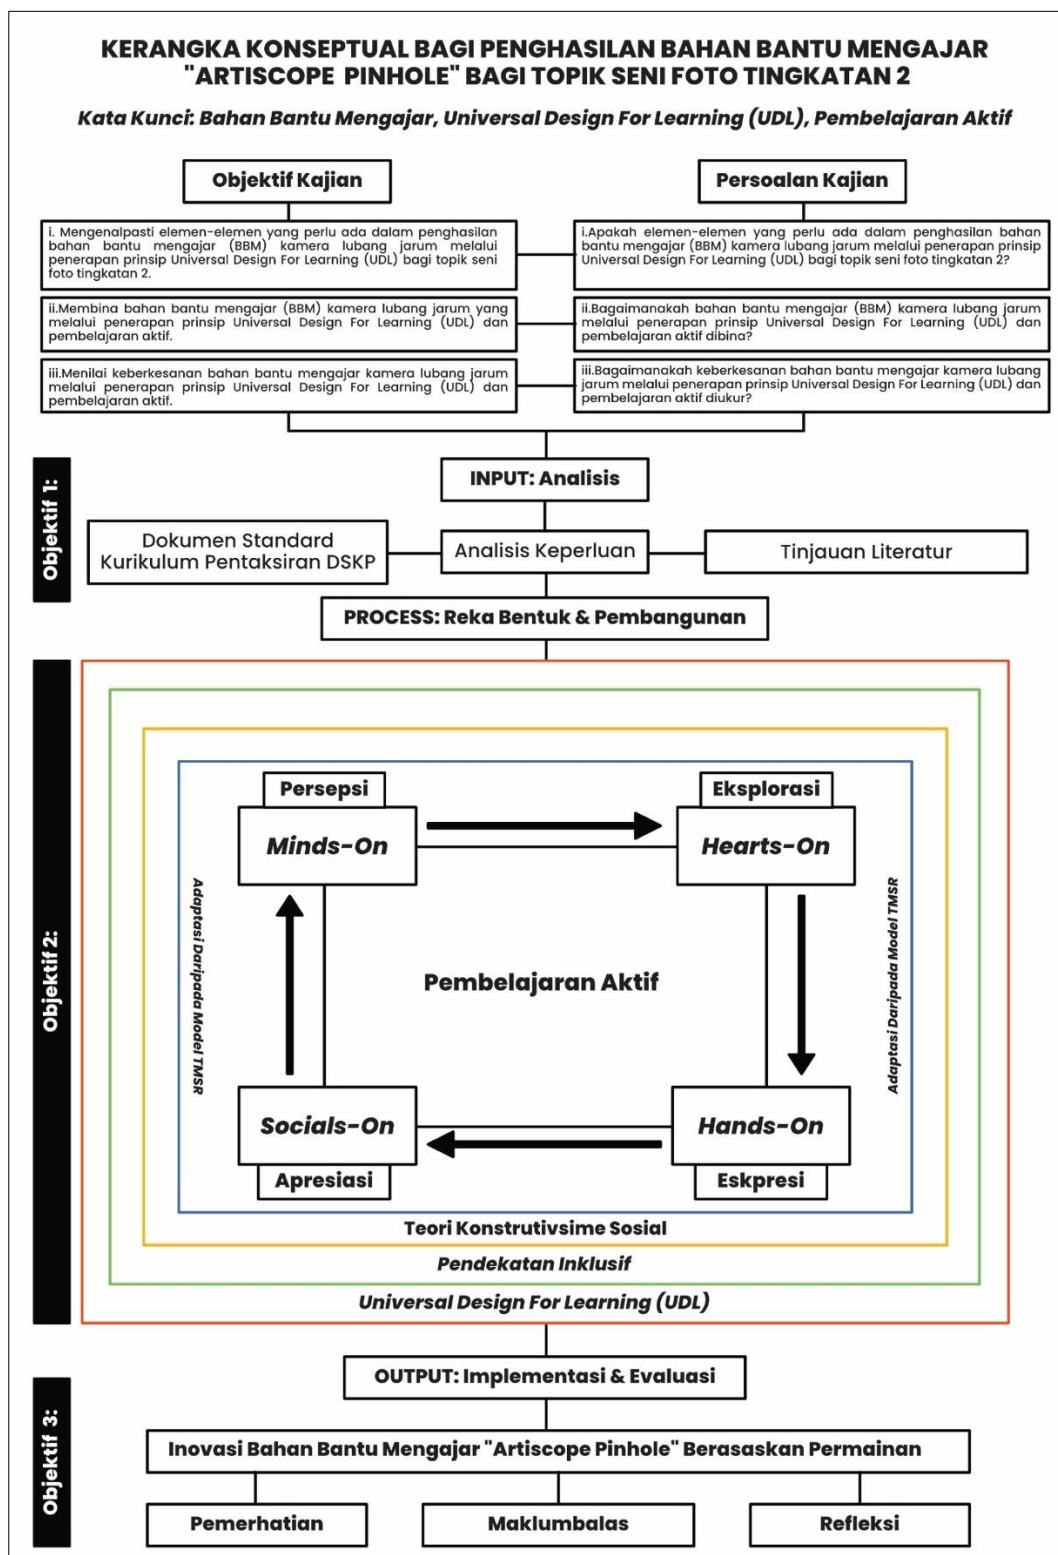 KERANGKA KONSEPTUAL BAGI PENGHASILAN BAHAN BANTU MENGAJAR
"ARTISCOPE PINHOLE" BAGI TOPIK SENI FOTO TINGKATAN 2
Kata Kunci: Bahan Bantu Mengajar, Universal Design For Learning (UDL), Pembelajaran Aktif
Objektif Kajian
Persoalan Kajian
i. Mengenalpasti elemen-elemen yang perlu ada dalam penghasilan
bahan bantu mengajar (BBM) kamera lubang jarum melalui
penerapan prinsip Universal Design For Learning (UDL) bagi topik seni
foto tingkatan 2.
i.Apakah elemen-elemen yang perlu ada dalam penghasilan bahan
bantu mengajar (BBM) kamera lubang jarum melalui penerapan prinsip
Universal Design For Learning (UDL) bagi topik seni foto tingkatan 2?
ii.Membina bahan bantu mengajar (BBM) kamera lubang jarum yang
melalui penerapan prinsip Universal Design For Learning (UDL) dan
pembelajaran aktif.
ii.Bagaimanakah bahan bantu mengajar (BBM) kamera lubang jarum
melalui penerapan prinsip Universal Design For Learning (UDL) dan
pembelajaran aktif dibina?
iii.Menilai keberkesanan bahan bantu mengajar kamera lubang jarum
melalui penerapan prinsip Universal Design For Learning (UDL) dan
pembelajaran aktif.
iii.Bagaimanakah keberkesanan bahan bantu mengajar kamera lubang
jarum melalui penerapan prinsip Universal Design For Learning (UDL) dan
pembelajaran aktif diukur?
Objektif 1:
INPUT: Analisis
Dokumen Standard
Kurikulum Pentaksiran DSKP
Analisis Keperluan
Tinjauan Literatur
PROCESS: Reka Bentuk & Pembangunan
Objektif 2:
Persepsi
Minds-On
Eksplorasi
Hearts-On
Adaptasi Daripada Model TMSR
Pembelajaran Aktif
Adaptasi Daripada Model TMSR
Socials-On
Apresiasi
Hands-On
Eskpresi
Teori Konstrutivsime Sosial
Pendekatan Inklusif
Universal Design For Learning (UDL)
Objektif 3:
OUTPUT: Implementasi & Evaluasi
Inovasi Bahan Bantu Mengajar "Artiscope Pinhole" Berasaskan Permainan
Pemerhatian
Maklumbalas
Refleksi